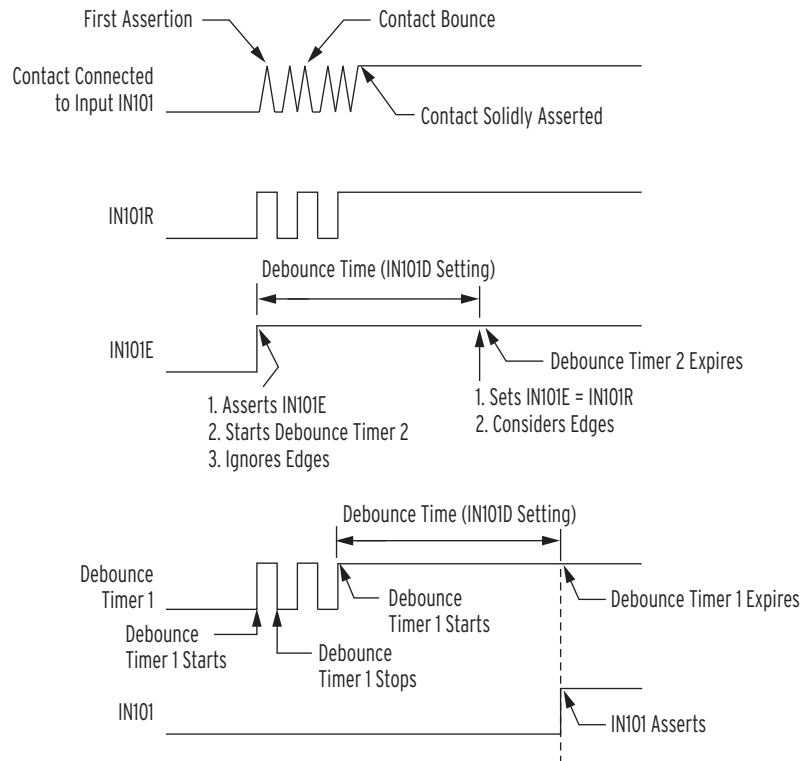 First Assertion
Contact Bounce
Contact Connected
to Input IN101
Contact Solidly Asserted
IN101R
Debounce Time (IN101D Setting)
IN101E
Debounce Timer 2 Expires
1. Asserts IN101E
2. Starts Debounce Timer 2
3. Ignores Edges
1. Sets IN101E = IN101R
2. Considers Edges
Debounce Time (IN101D Setting)
Debounce
Timer 1
Debounce
Timer 1 Starts
Debounce Timer 1 Expires
Debounce
Timer 1 Starts
Debounce
Timer 1 Stops
IN101
IN101 Asserts